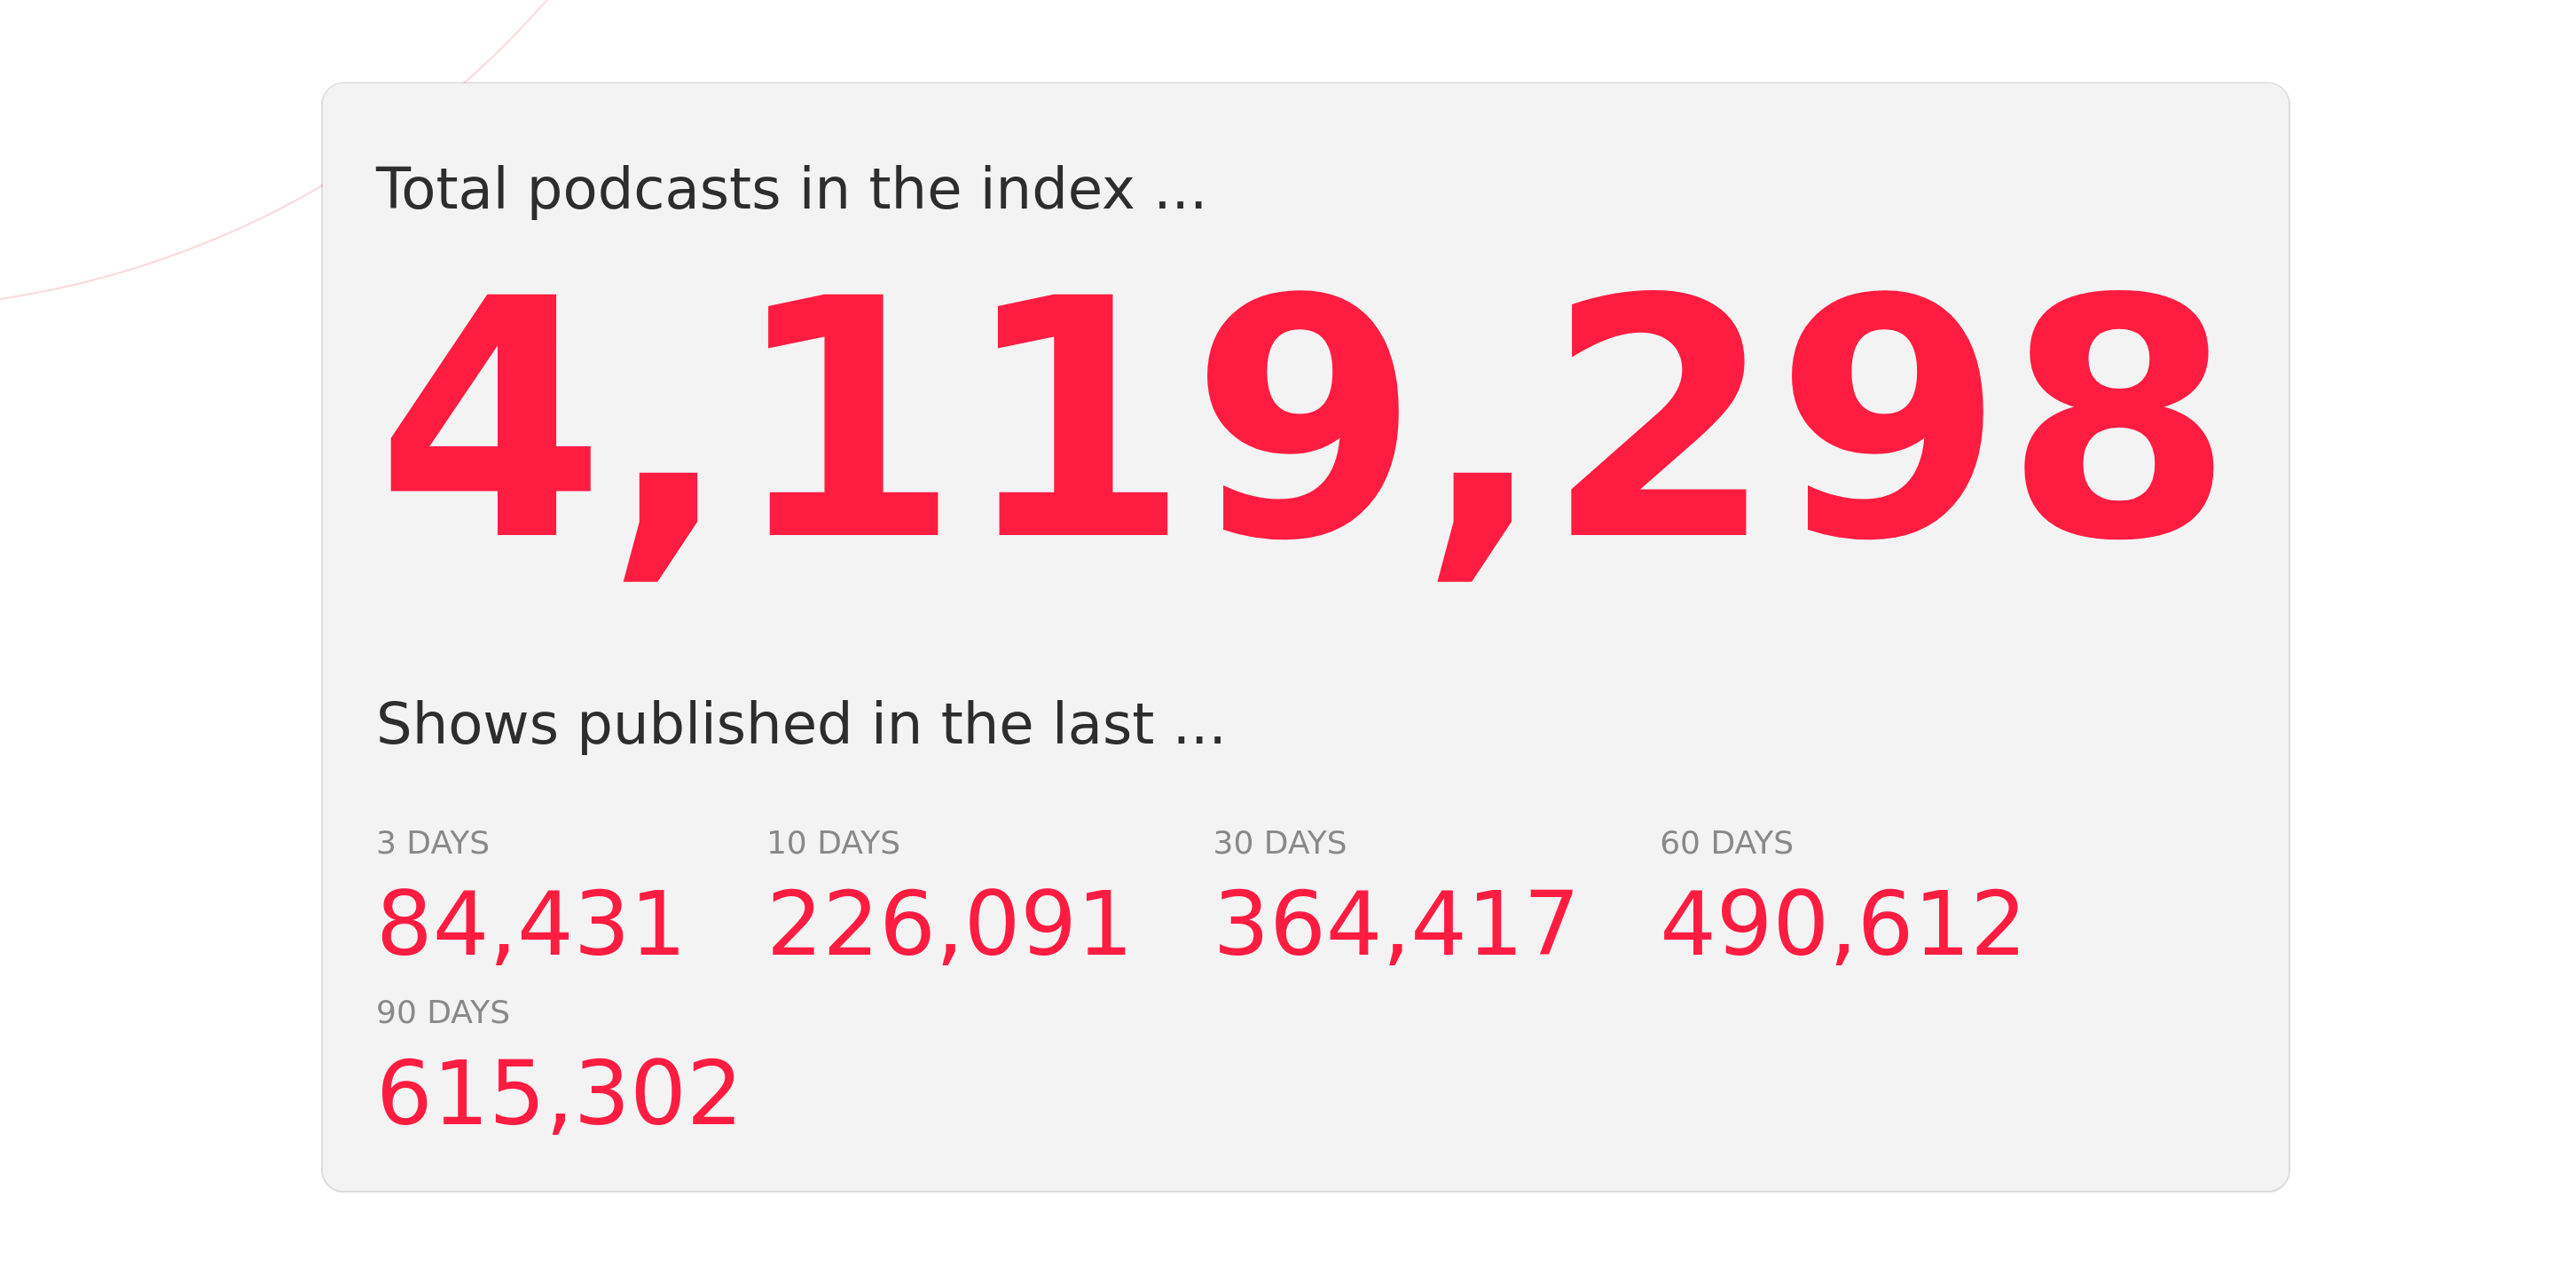 Total podcasts in the index ...
4,119,298
Shows published in the last ...
3 DAYS 10 DAYS 30 DAYS 60 DAYS
84,431 226,091 364,417 490,612
90 DAYS
615,302